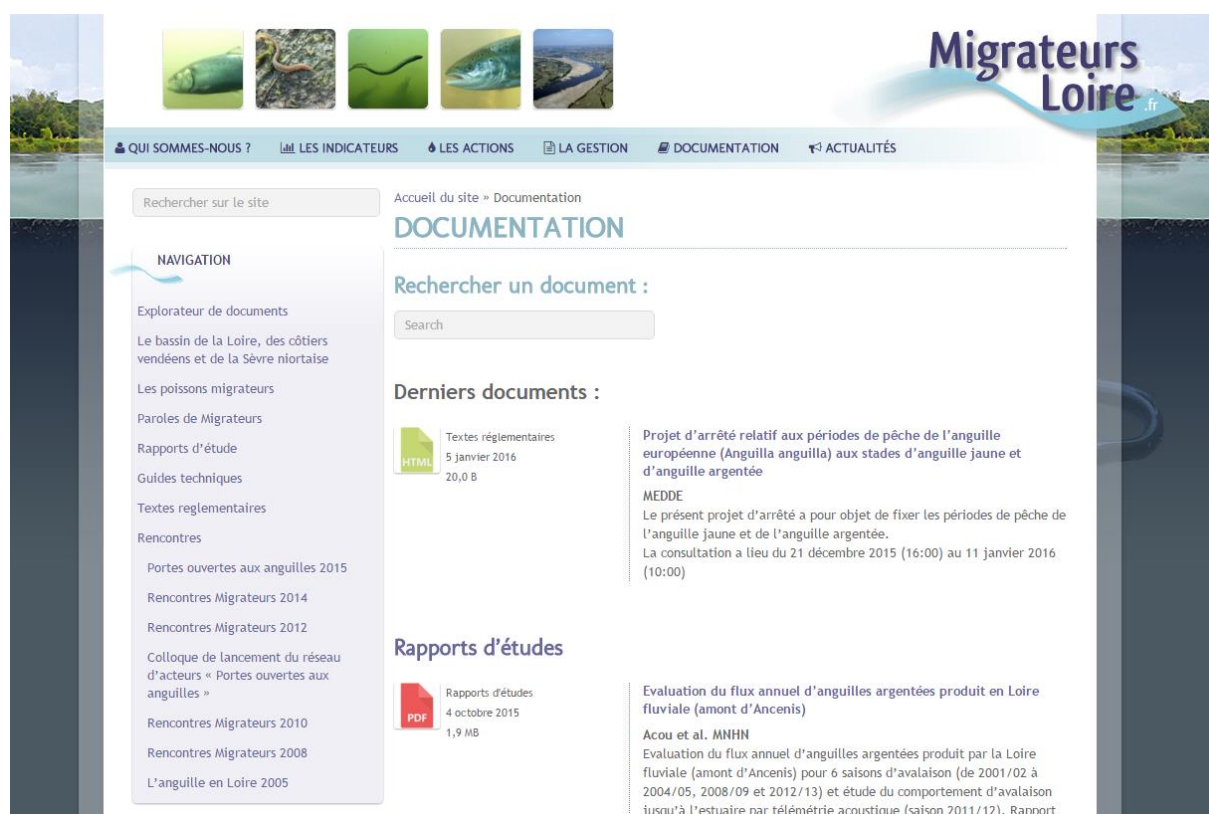 Migrateurs
Loire .fr
QUI SOMMES-NOUS ? LES INDICATEURS LES ACTIONS LA GESTION DOCUMENTATION ACTUALITÉS
Rechercher sur le site
NAVIGATION
Explorateur de documents
Le bassin de la Loire, des côtiers
vendéens et de la Sèvre niortaise
Les poissons migrateurs
Paroles de Migrateurs
Rapports d'étude
Guides techniques
Textes reglementaires
Rencontres
Portes ouvertes aux anguilles 2015
Rencontres Migrateurs 2014
Rencontres Migrateurs 2012
Colloque de lancement du réseau
d'acteurs « Portes ouvertes aux
anguilles »
Rencontres Migrateurs 2010
Rencontres Migrateurs 2008
L'anguille en Loire 2005
Accueil du site » Documentation
DOCUMENTATION
Rechercher un document :
Search
Derniers documents :
HTML
Textes réglementaires
5 janvier 2016
20,0 B
Projet d'arrêté relatif aux périodes de pêche de l'anguille
européenne (Anguilla anguilla) aux stades d'anguille jaune et
d'anguille argentée
MEDDE
Le présent projet d'arrêté a pour objet de fixer les périodes de pêche de
l'anguille jaune et de l'anguille argentée.
La consultation a lieu du 21 décembre 2015 (16:00) au 11 janvier 2016
(10:00)
Rapports d'études
PDF
Rapports d'études
4 octobre 2015
1,9 MB
Evaluation du flux annuel d'anguilles argentées produit en Loire
fluviale (amont d'Ancenis)
Acou et al. MNHN
Evaluation du flux annuel d'anguilles argentées produit par la Loire
fluviale (amont d'Ancenis) pour 6 saisons d'avalaison (de 2001/02 à
2004/05, 2008/09 et 2012/13) et étude du comportement d'avalaison
jusqu'à l'estuaire par télémétrie acoustique (saison 2011/12). Rapport